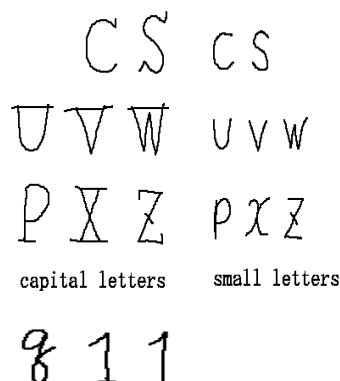 C S c s
U V W u v w
P X Z p x z
capital letters small letters
8 1 1